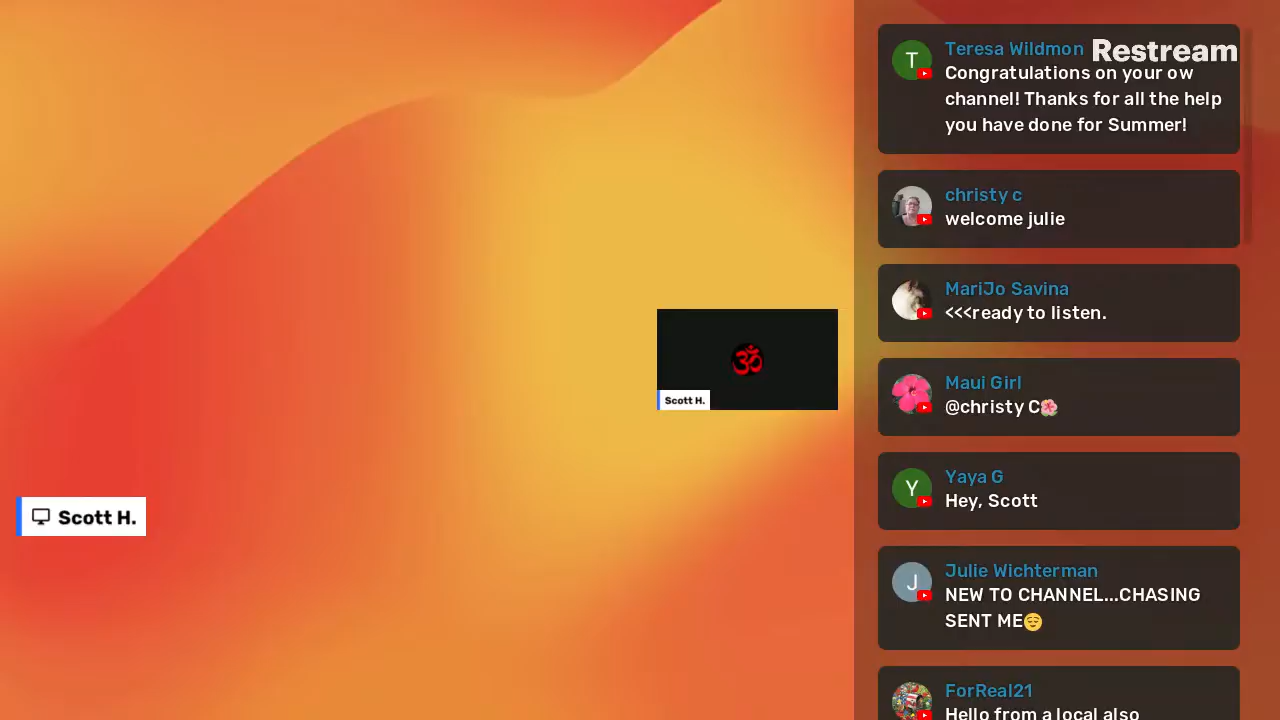 Restream
T
Teresa Wildmon
Congratulations on your ow
channel! Thanks for all the help
you have done for Summer!
christy c
welcome julie
MariJo Savina
<<<ready to listen.
ॐ
Scott H.
Maui Girl
@christy C🌺
Y
Yaya G
Hey, Scott
Scott H.
J
Julie Wichterman
NEW TO CHANNEL...CHASING
SENT ME😌
ForReal21
Hello from a local also